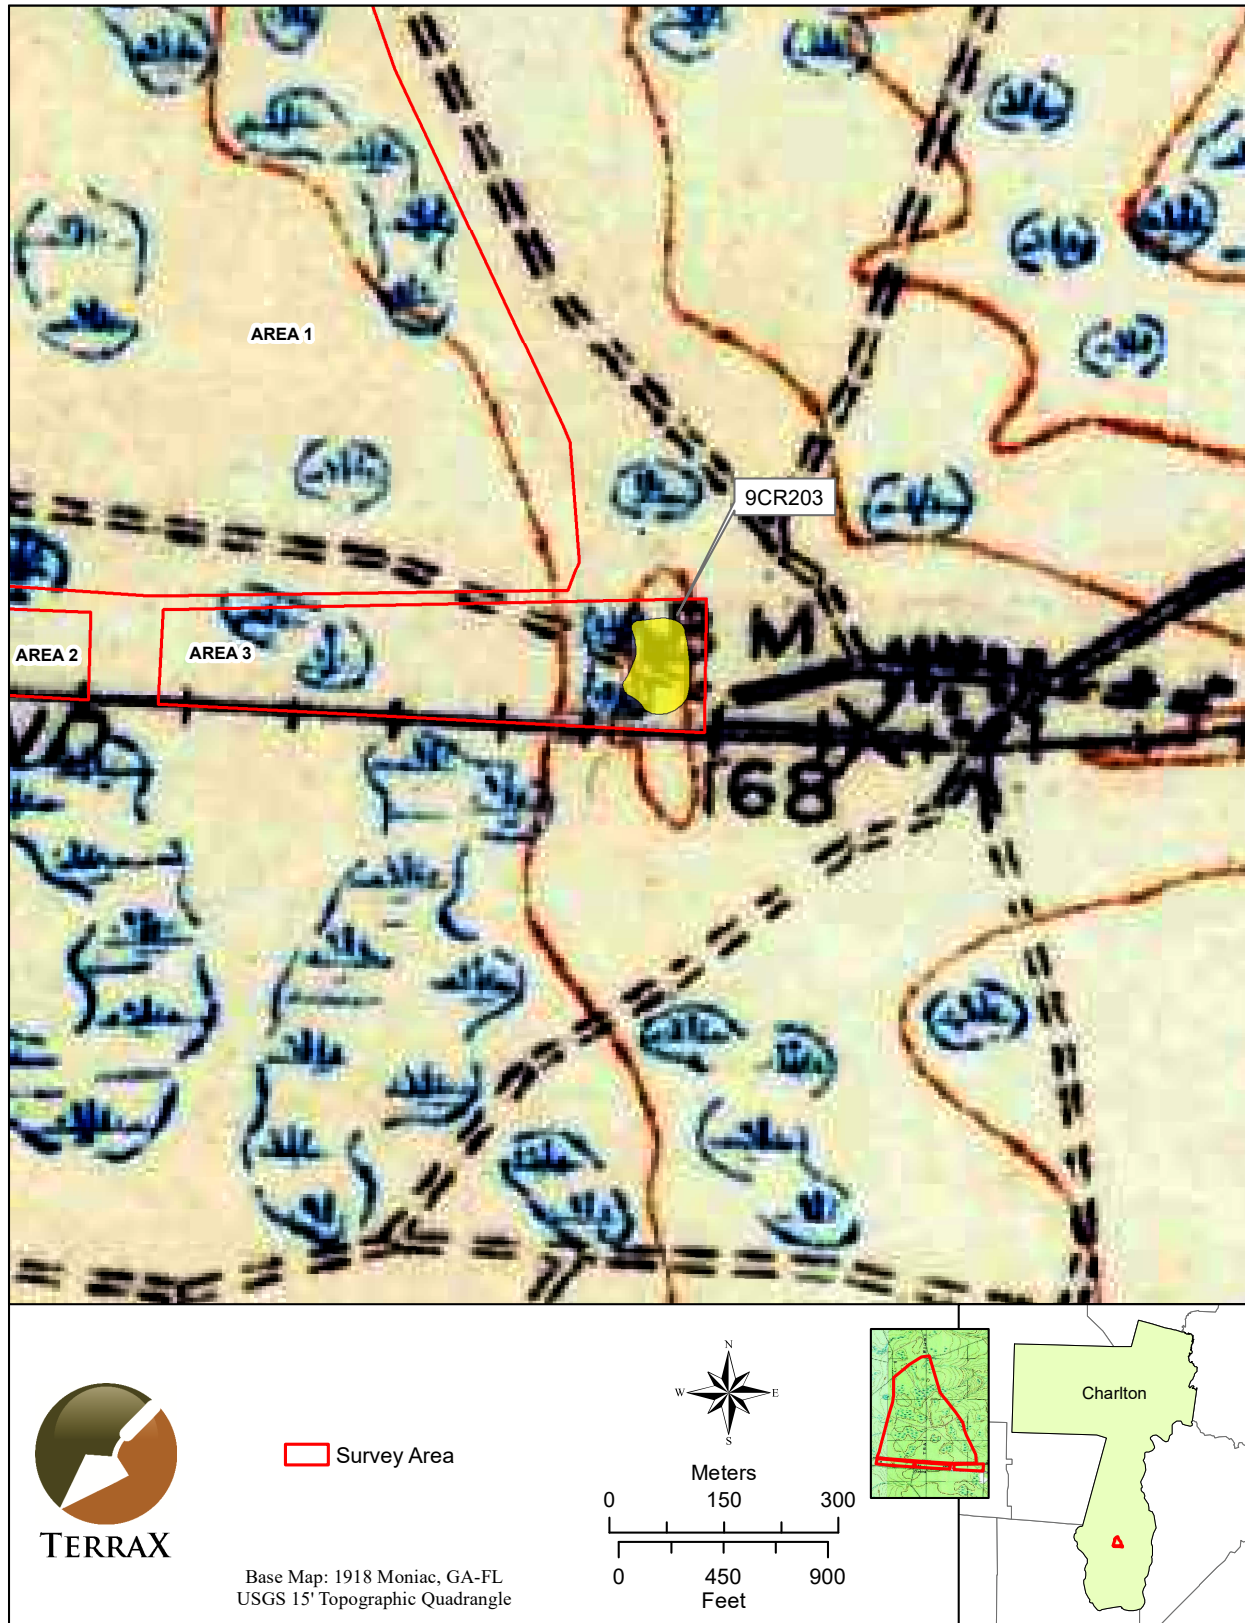 AREA 1
9CR203
M
AREA 2
AREA 3
168
N
W
E
S
Charlton
Survey Area
Meters
0 150 300
0 450 900
Feet
TERRAX
Base Map: 1918 Moniac, GA-FL
USGS 15' Topographic Quadrangle